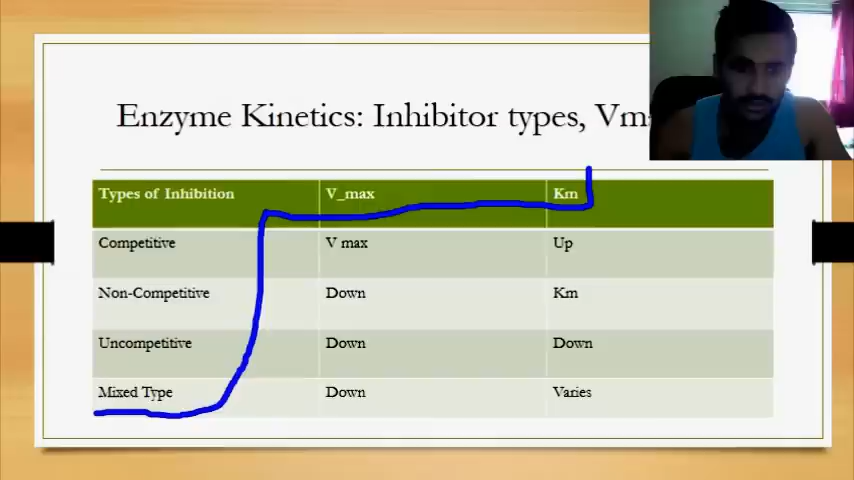 Enzyme Kinetics: Inhibitor types,
Types of Inhibition V_max Km
Competitive V max Up
Non-Competitive Down Km
Uncompetitive Down Down
Mixed Type Down Varies